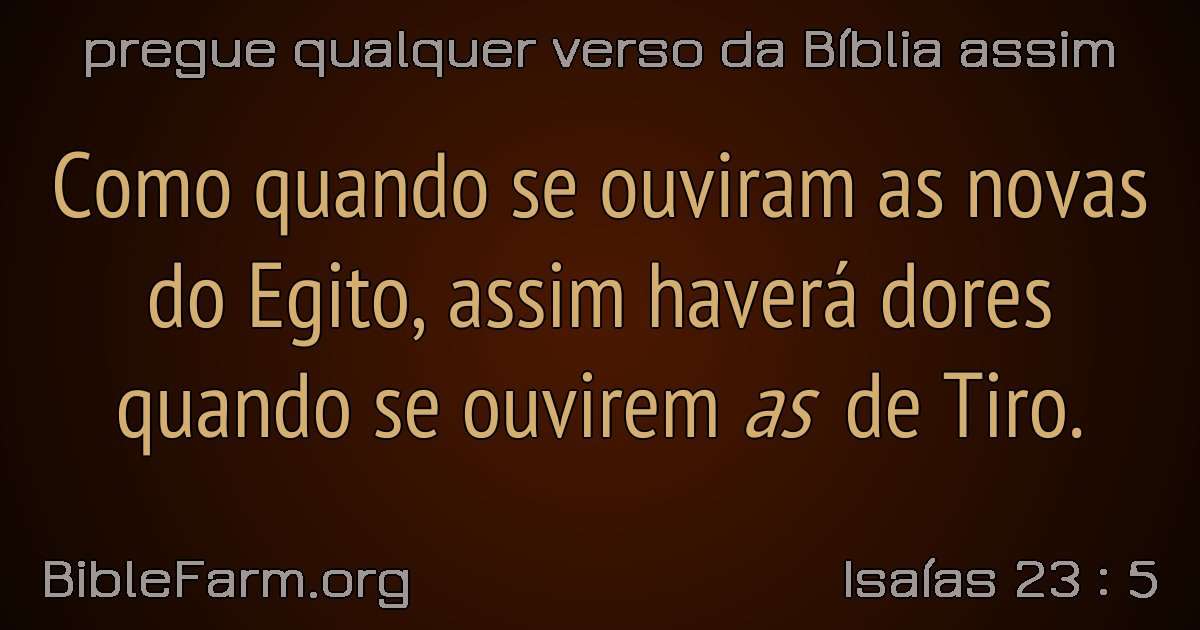 pregue qualquer verso da Bíblia assim
Como quando se ouviram as novas
do Egito, assim haverá dores
quando se ouvirem as de Tiro.
BibleFarm.org
Isaías 23 : 5